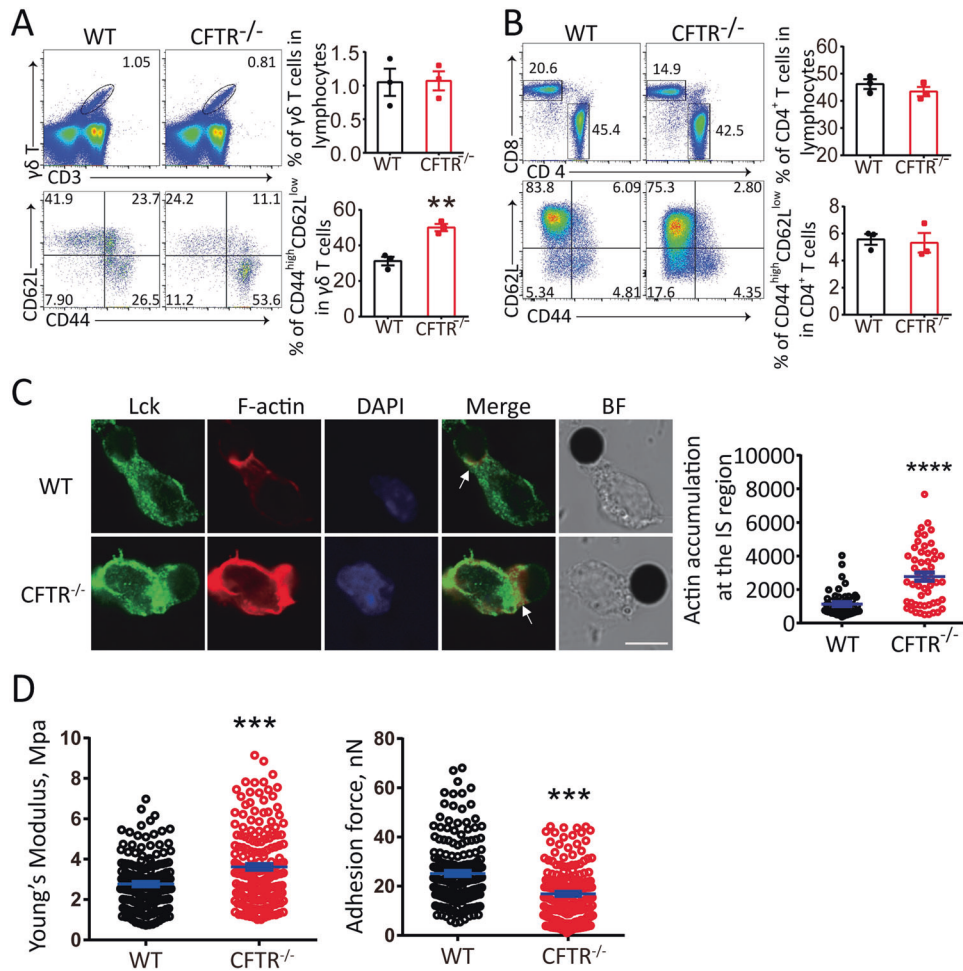 A
WT
CFTR-/-
1.05
0.81
γδ T
CD3
% of γδ T cells in
lymphocytes
1.5
1.0
0.5
0.0
WT
CFTR-/-
41.9
23.7
24.2
11.1
7.90
26.5
11.2
53.6
CD62L
CD44
% of CD44highCD62Llow
in γδ T cells
60
40
20
0
**
WT
CFTR-/-
B
WT
CFTR-/-
20.6
45.4
14.9
42.5
CD8
CD 4
% of CD4+ T cells in
lymphocytes
60
40
20
0
WT
CFTR-/-
83.8
6.09
75.3
2.80
5.34
4.81
17.6
4.35
CD62L
CD44
% of CD44highCD62Llow
in CD4+ T cells
8
6
4
2
0
WT
CFTR-/-
C
Lck
F-actin
DAPI
Merge
BF
WT
CFTR-/-
Actin accumulation
at the IS region
10000
8000
6000
4000
2000
0
****
WT
CFTR-/-
D
Young's Modulus, Mpa
10
8
6
4
2
0
***
WT
CFTR-/-
Adhesion force, nN
80
60
40
20
0
***
WT
CFTR-/-